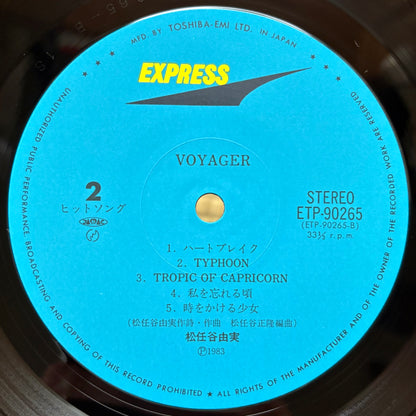 MFD. BY TOSHIBA-EMI LTD. IN JAPAN
EXPRESS
VOYAGER
2
ヒットソング
STEREO
ETP-90265
(ETP-90265-B)
33⅓ r.p.m.
1. ハートブレイク
2. TYPHOON
3. TROPIC OF CAPRICORN
4. 私を忘れる頃
5. 時をかける少女
(松任谷由実作詩・作曲 松任谷正隆編曲)
松任谷由実
Ⓟ1983
UNAUTHORIZED PUBLIC PERFORMANCE, BROADCASTING AND COPYING OF THIS RECORD PROHIBITED ★ ALL RIGHTS OF THE MANUFACTURER AND OF THE OWNER OF THE RECORDED WORK ARE RESERVED